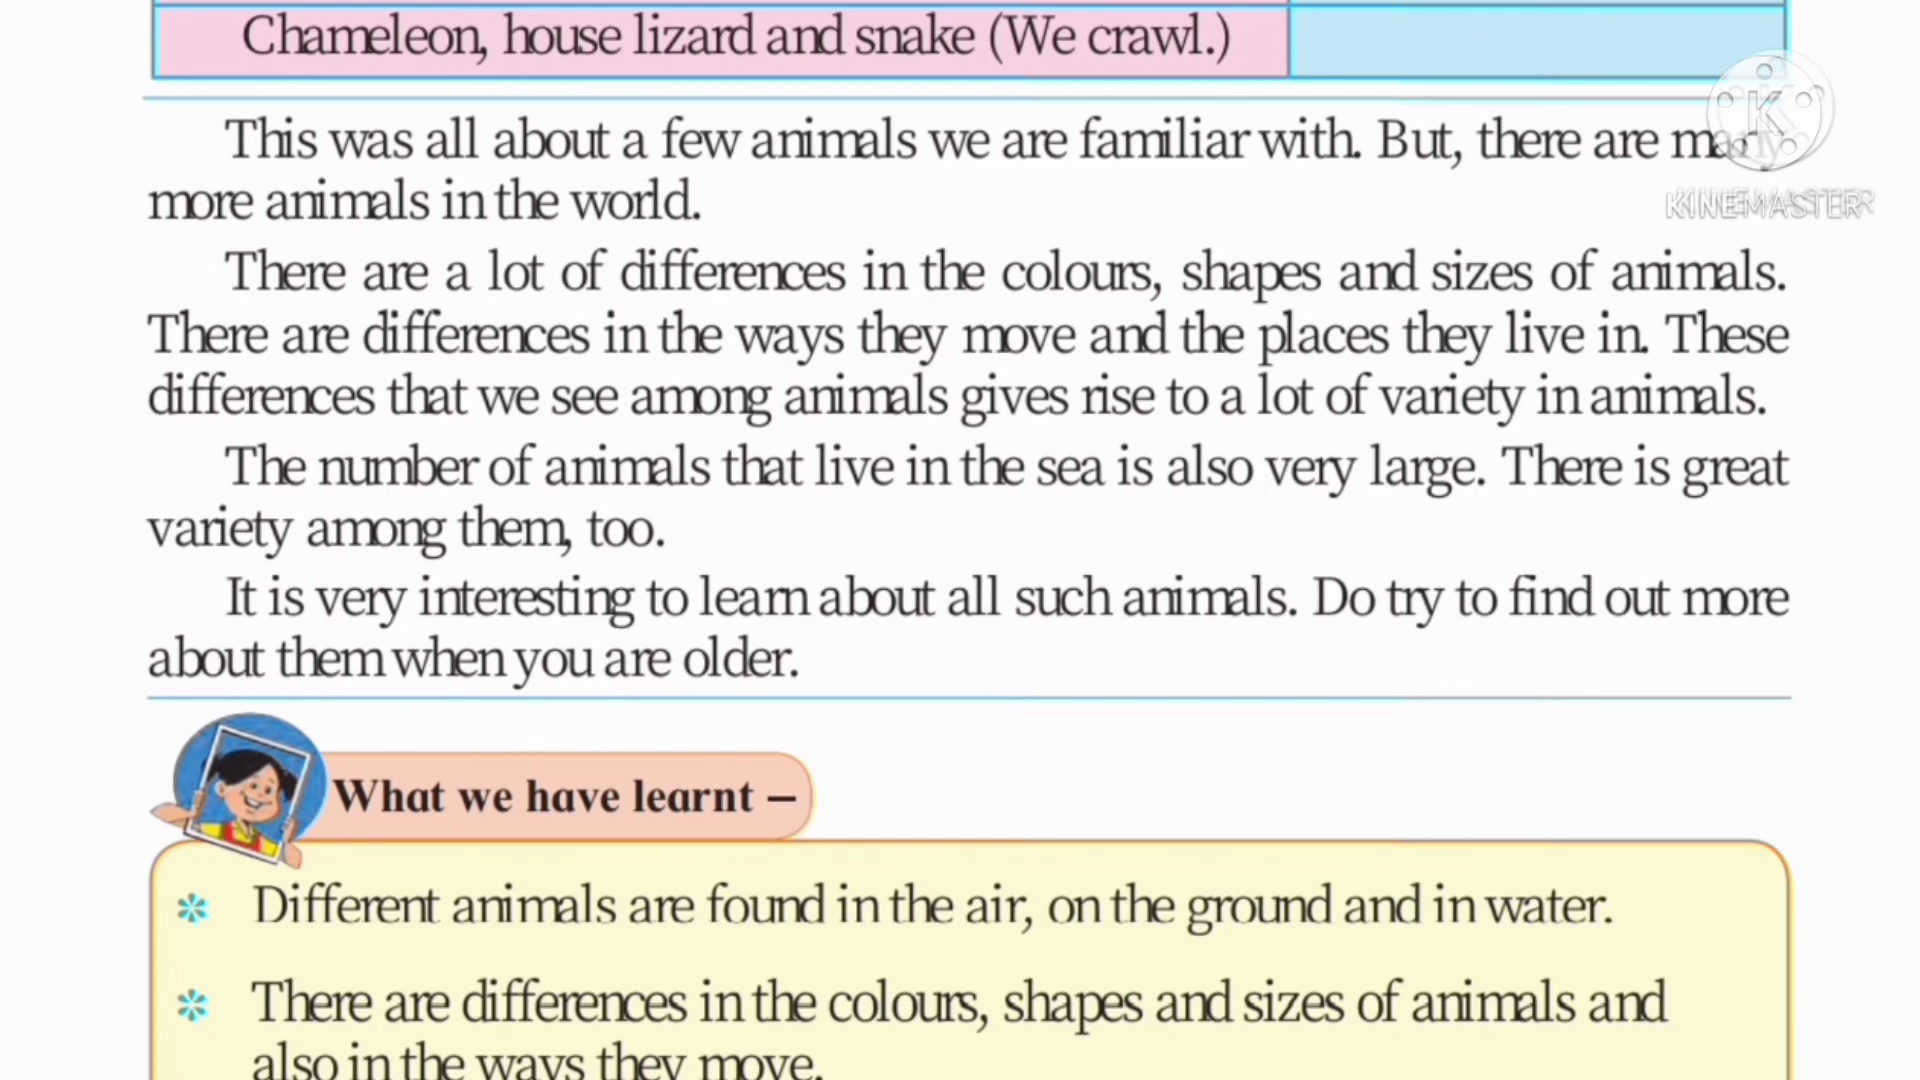 Chameleon, house lizard and snake (We crawl.)
This was all about a few animals we are familiar with. But, there are many
more animals in the world.
KINEMASTER
There are a lot of differences in the colours, shapes and sizes of animals.
There are differences in the ways they move and the places they live in. These
differences that we see among animals gives rise to a lot of variety in animals.
The number of animals that live in the sea is also very large. There is great
variety among them, too.
It is very interesting to learn about all such animals. Do try to find out more
about them when you are older.
What we have learnt –
* Different animals are found in the air, on the ground and in water.
* There are differences in the colours, shapes and sizes of animals and
also in the ways they move.